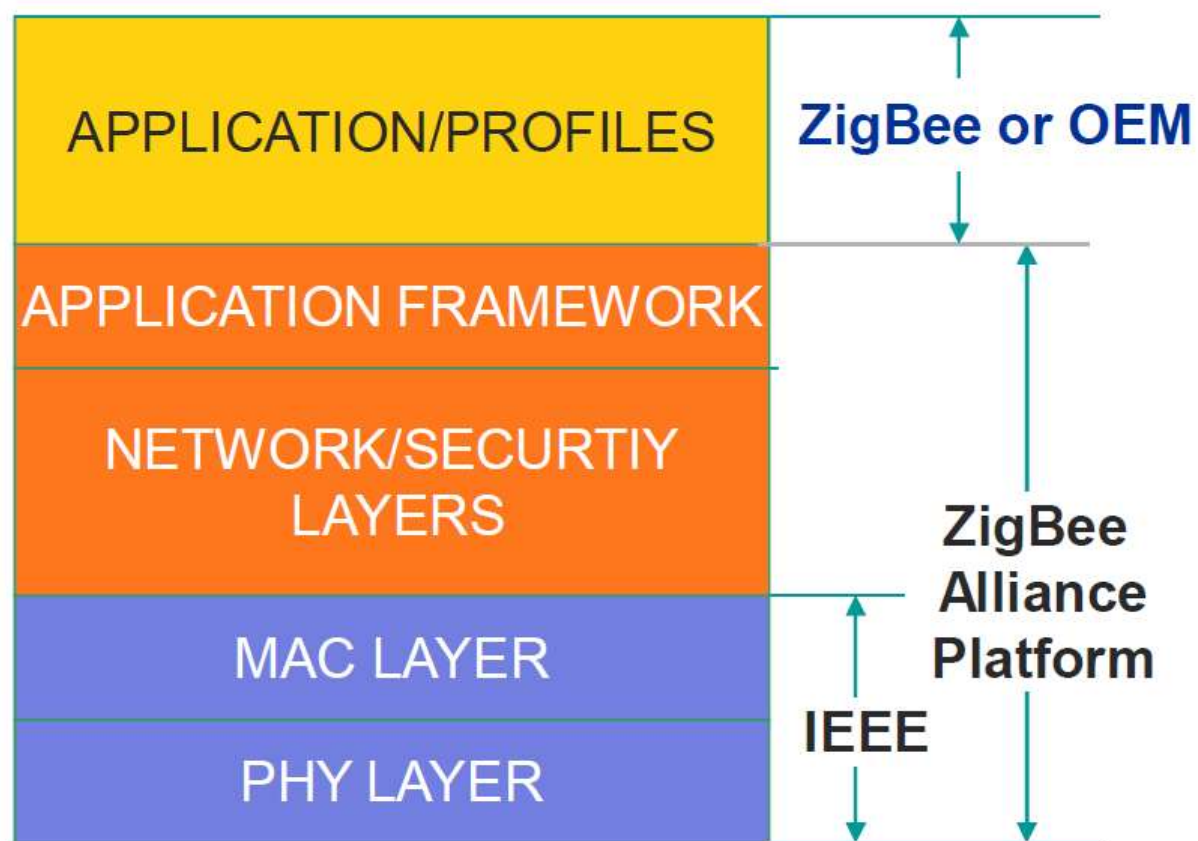 APPLICATION/PROFILES
ZigBee or OEM
APPLICATION FRAMEWORK
NETWORK/SECURTIY
LAYERS
ZigBee
Alliance
Platform
MAC LAYER
IEEE
PHY LAYER